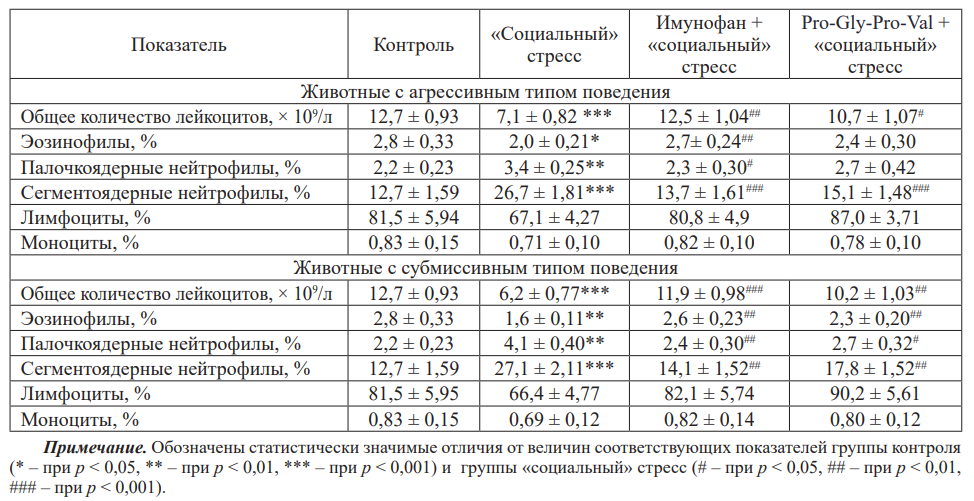 Показатель Контроль «Социальный» стресс Имунофан + «социальный» стресс Pro-Gly-Pro-Val + «социальный» стресс
Животные с агрессивным типом поведения
Общее количество лейкоцитов, × 10⁹/л 12,7 ± 0,93 7,1 ± 0,82 *** 12,5 ± 1,04## 10,7 ± 1,07#
Эозинофилы, % 2,8 ± 0,33 2,0 ± 0,21* 2,7± 0,24## 2,4 ± 0,30
Палочкоядерные нейтрофилы, % 2,2 ± 0,23 3,4 ± 0,25** 2,3 ± 0,30# 2,7 ± 0,42
Сегментоядерные нейтрофилы, % 12,7 ± 1,59 26,7 ± 1,81*** 13,7 ± 1,61### 15,1 ± 1,48###
Лимфоциты, % 81,5 ± 5,94 67,1 ± 4,27 80,8 ± 4,9 87,0 ± 3,71
Моноциты, % 0,83 ± 0,15 0,71 ± 0,10 0,82 ± 0,10 0,78 ± 0,10
Животные с субмиссивным типом поведения
Общее количество лейкоцитов, × 10⁹/л 12,7 ± 0,93 6,2 ± 0,77*** 11,9 ± 0,98### 10,2 ± 1,03##
Эозинофилы, % 2,8 ± 0,33 1,6 ± 0,11** 2,6 ± 0,23## 2,3 ± 0,20##
Палочкоядерные нейтрофилы, % 2,2 ± 0,23 4,1 ± 0,40** 2,4 ± 0,30## 2,7 ± 0,32#
Сегментоядерные нейтрофилы, % 12,7 ± 1,59 27,1 ± 2,11*** 14,1 ± 1,52## 17,8 ± 1,52##
Лимфоциты, % 81,5 ± 5,95 66,4 ± 4,77 82,1 ± 5,74 90,2 ± 5,61
Моноциты, % 0,83 ± 0,15 0,69 ± 0,12 0,82 ± 0,14 0,80 ± 0,12
Примечание. Обозначены статистически значимые отличия от величин соответствующих показателей группы контроля
(* – при p < 0,05, ** – при p < 0,01, *** – при p < 0,001) и группы «социальный» стресс (# – при p < 0,05, ## – при p < 0,01,
### – при p < 0,001).